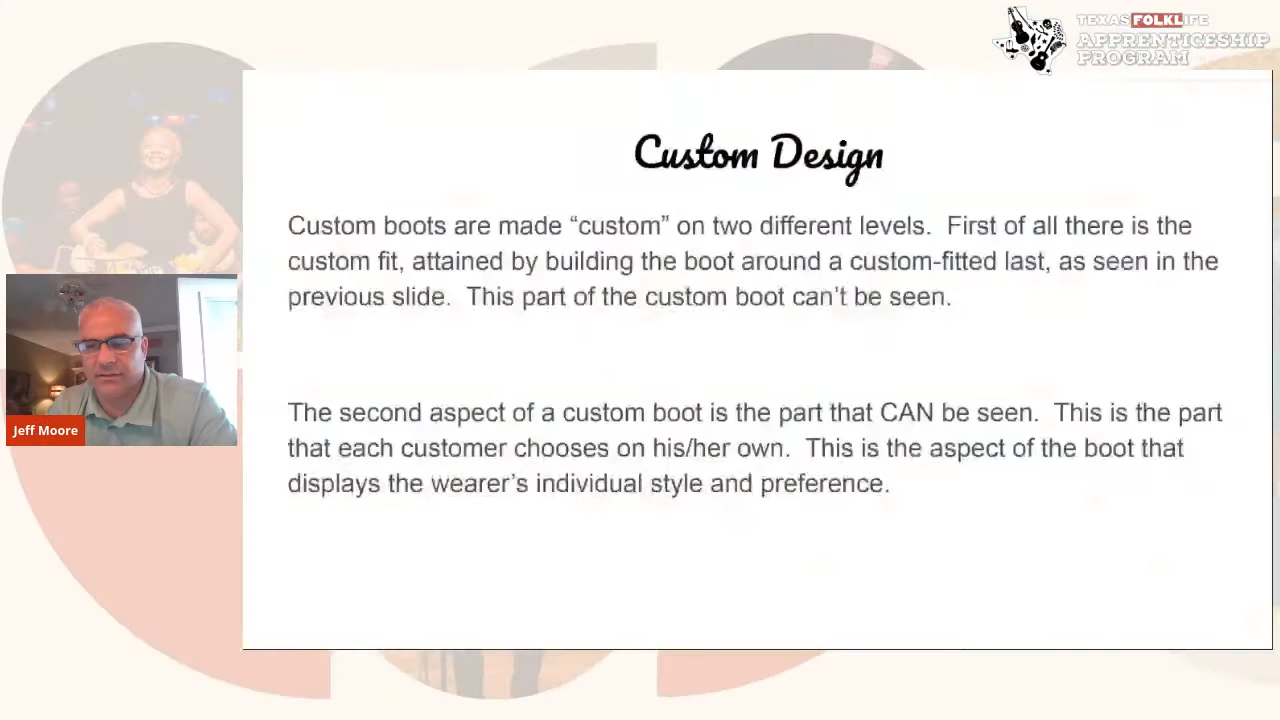 TEXAS FOLKLIFE
APPRENTICESHIP
PROGRAM
Custom Design
Custom boots are made “custom” on two different levels.  First of all there is the
custom fit, attained by building the boot around a custom-fitted last, as seen in the
previous slide.  This part of the custom boot can’t be seen.
The second aspect of a custom boot is the part that CAN be seen.  This is the part
that each customer chooses on his/her own.  This is the aspect of the boot that
displays the wearer’s individual style and preference.
Jeff Moore